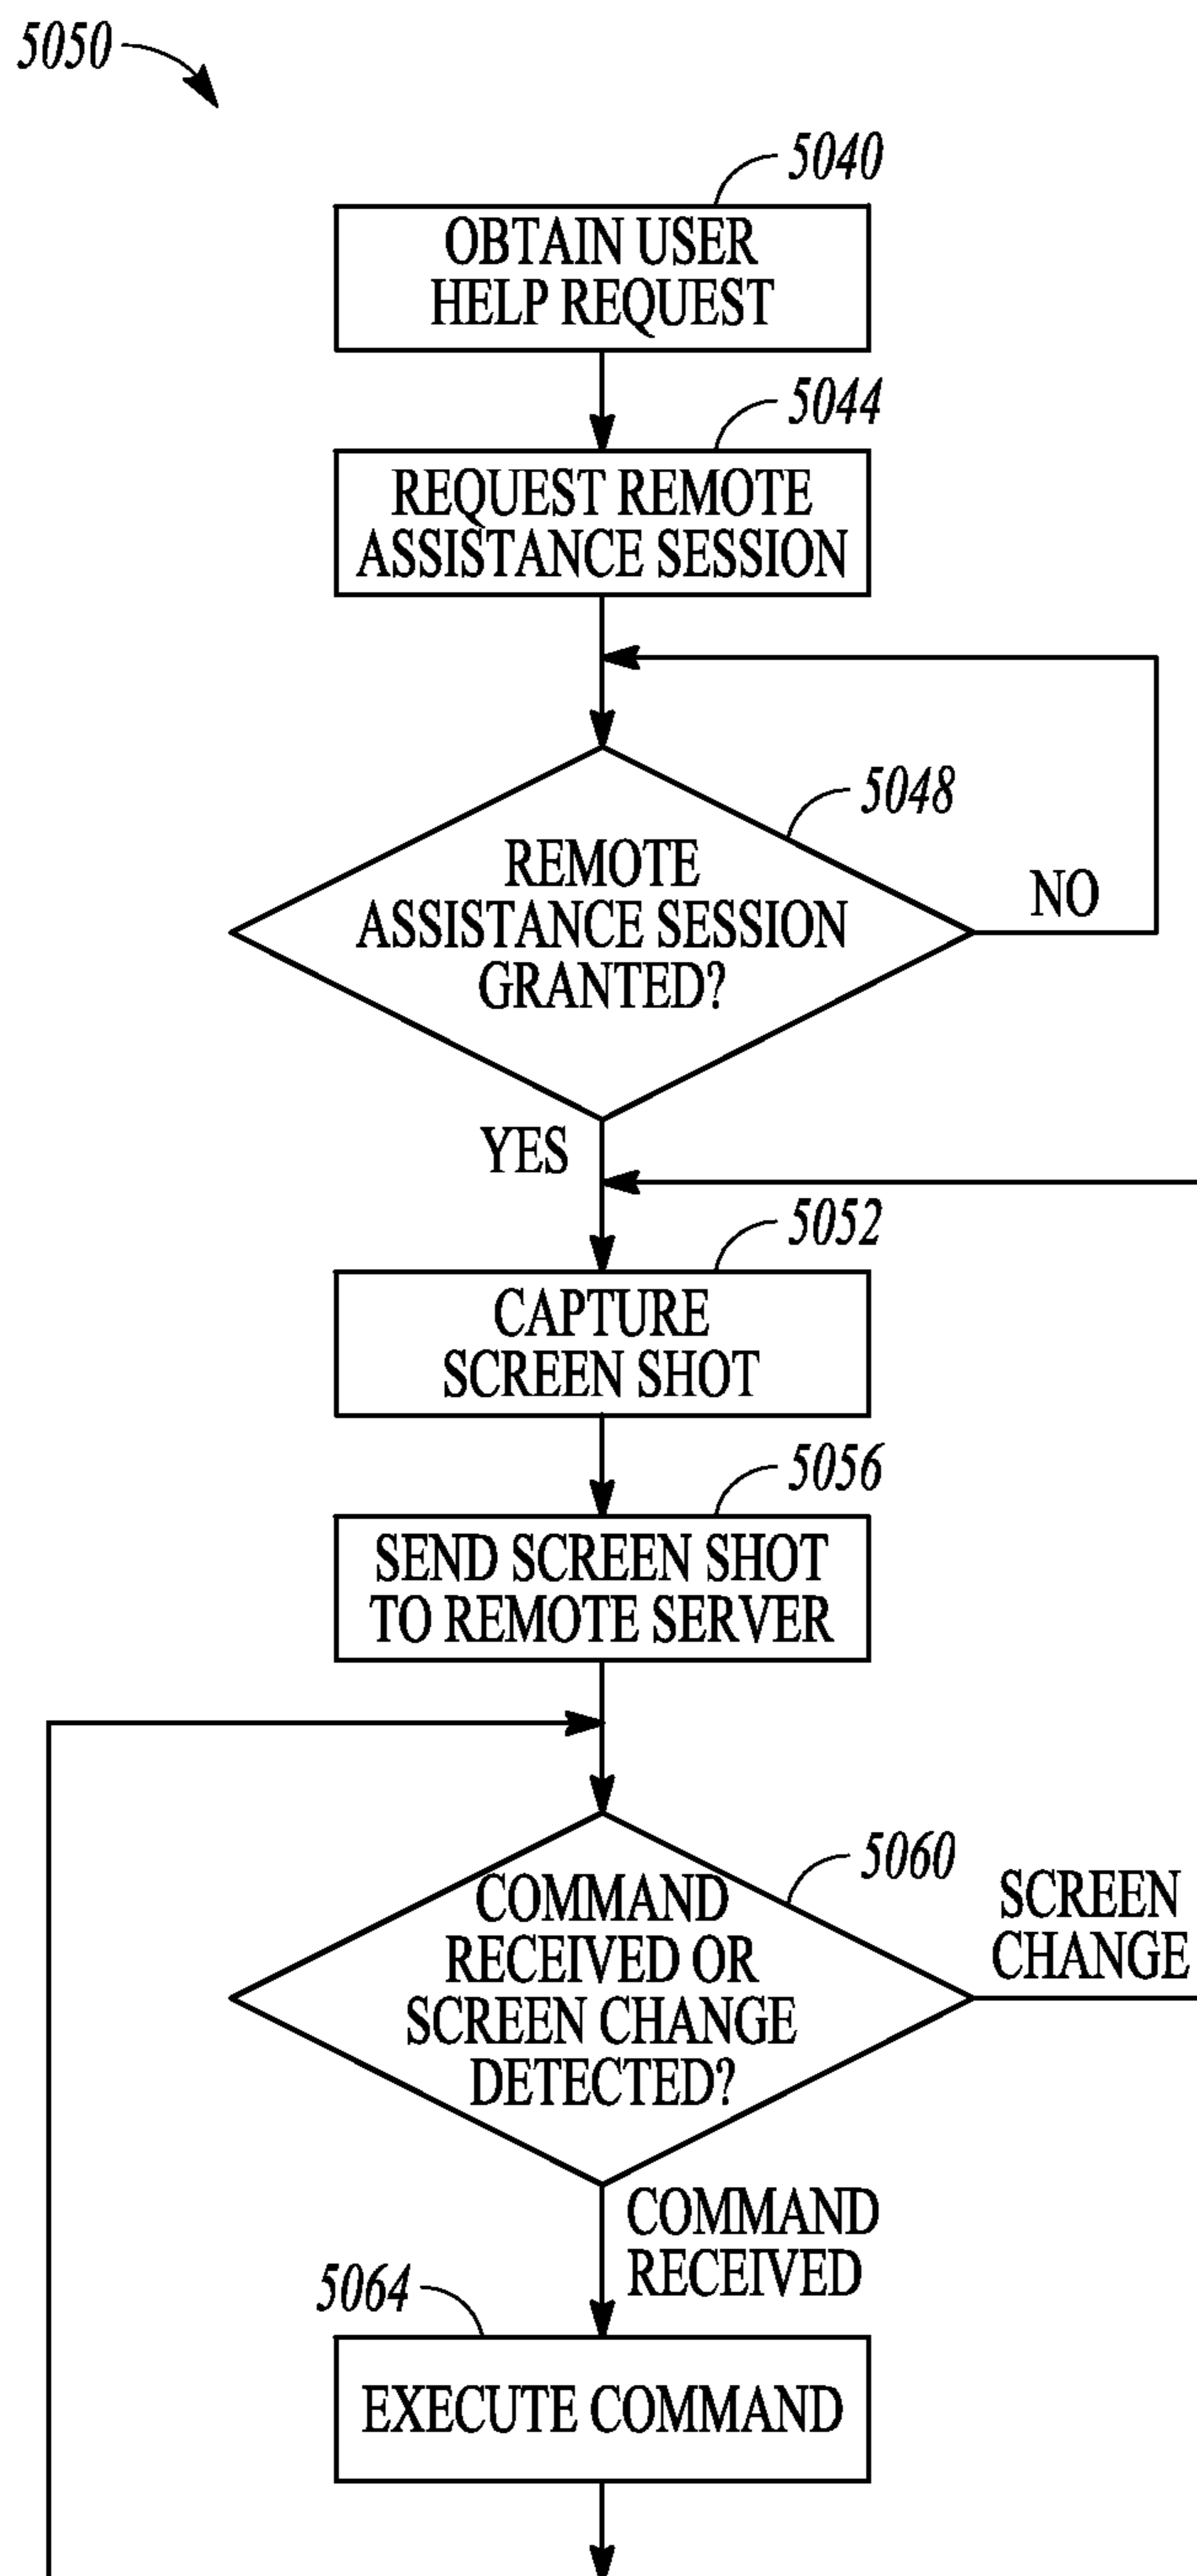 5050
5040
OBTAIN USER
HELP REQUEST
5044
REQUEST REMOTE
ASSISTANCE SESSION
5048
REMOTE
ASSISTANCE SESSION
GRANTED?
NO
YES
5052
CAPTURE
SCREEN SHOT
5056
SEND SCREEN SHOT
TO REMOTE SERVER
5060
COMMAND
RECEIVED OR
SCREEN CHANGE
DETECTED?
SCREEN
CHANGE
COMMAND
RECEIVED
5064
EXECUTE COMMAND